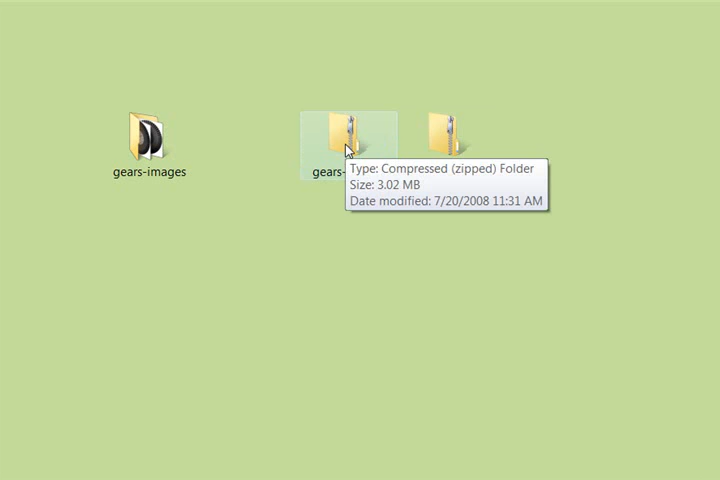 gears-images
gears-
Type: Compressed (zipped) Folder
Size: 3.02 MB
Date modified: 7/20/2008 11:31 AM